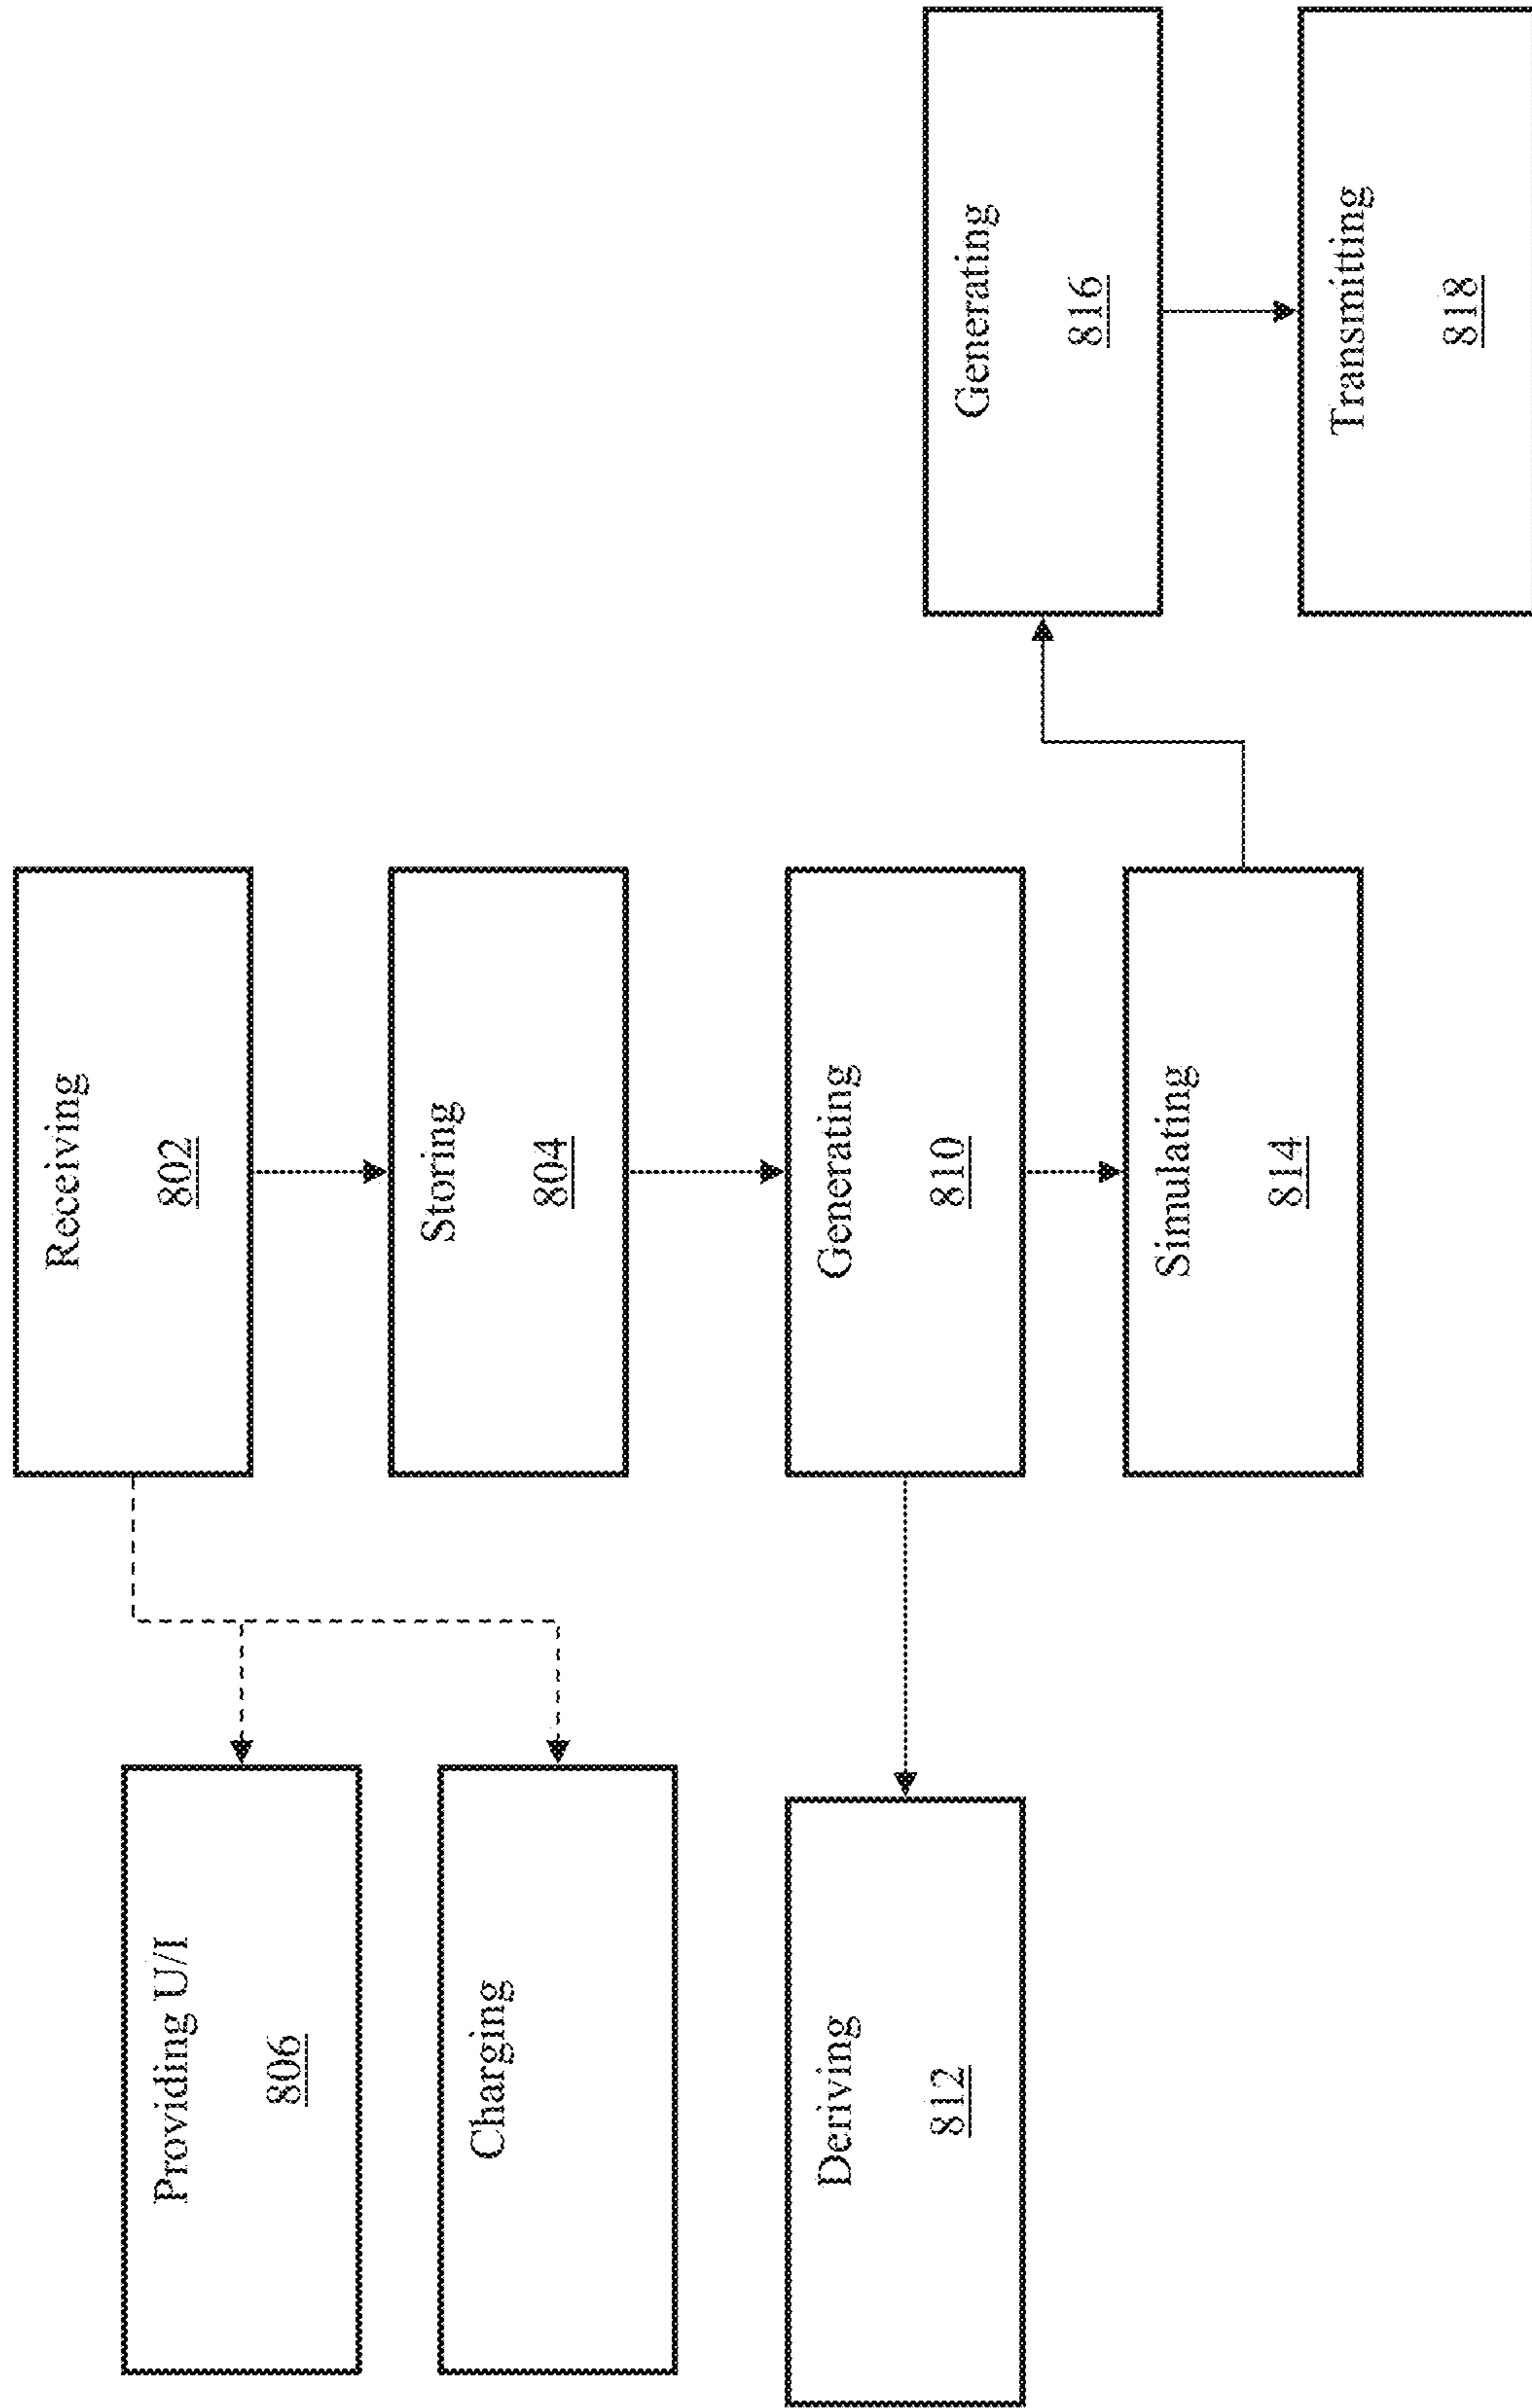 Providing U/I
806
Charging
Deriving
812
Receiving
802
Storing
804
Generating
810
Simulating
814
Generating
816
Transmitting
818